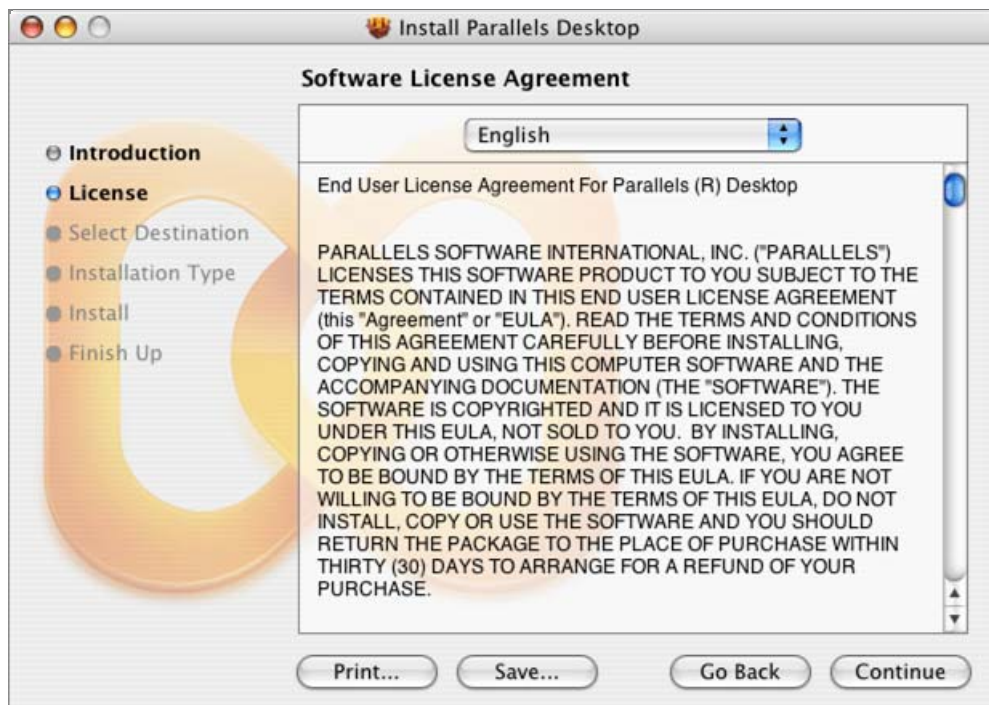 Install Parallels Desktop
Software License Agreement
Introduction
License
Select Destination
Installation Type
Install
Finish Up
English
End User License Agreement For Parallels (R) Desktop
PARALLELS SOFTWARE INTERNATIONAL, INC. ("PARALLELS")
LICENSES THIS SOFTWARE PRODUCT TO YOU SUBJECT TO THE
TERMS CONTAINED IN THIS END USER LICENSE AGREEMENT
(this "Agreement" or "EULA"). READ THE TERMS AND CONDITIONS
OF THIS AGREEMENT CAREFULLY BEFORE INSTALLING,
COPYING AND USING THIS COMPUTER SOFTWARE AND THE
ACCOMPANYING DOCUMENTATION (THE "SOFTWARE"). THE
SOFTWARE IS COPYRIGHTED AND IT IS LICENSED TO YOU
UNDER THIS EULA, NOT SOLD TO YOU.  BY INSTALLING,
COPYING OR OTHERWISE USING THE SOFTWARE, YOU AGREE
TO BE BOUND BY THE TERMS OF THIS EULA. IF YOU ARE NOT
WILLING TO BE BOUND BY THE TERMS OF THIS EULA, DO NOT
INSTALL, COPY OR USE THE SOFTWARE AND YOU SHOULD
RETURN THE PACKAGE TO THE PLACE OF PURCHASE WITHIN
THIRTY (30) DAYS TO ARRANGE FOR A REFUND OF YOUR
PURCHASE.
Print...
Save...
Go Back
Continue